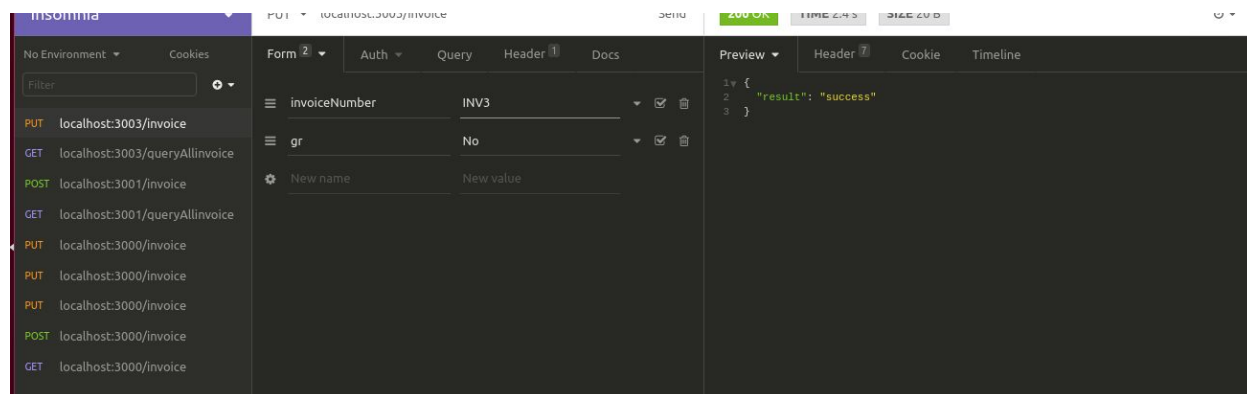 Insomnia
PUT localhost:3003/invoice Send
200 OK TIME 2.4 s SIZE 20 B
No Environment Cookies
Filter
PUT localhost:3003/invoice
GET localhost:3003/queryAllinvoice
POST localhost:3001/invoice
GET localhost:3001/queryAllinvoice
PUT localhost:3000/invoice
PUT localhost:3000/invoice
PUT localhost:3000/invoice
POST localhost:3000/invoice
GET localhost:3000/invoice
Form 2 Auth Query Header 1 Docs
invoiceNumber INV3
gr No
New name New value
Preview Header 7 Cookie Timeline
1 {
2 "result": "success"
3 }